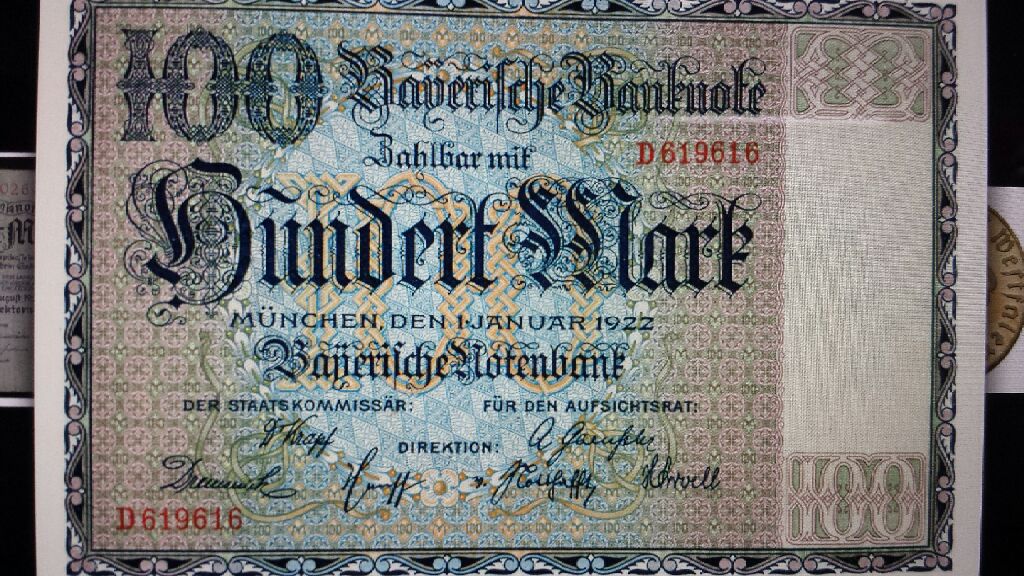 100 Bayerische Banknote
Zahlbar mit D619616
Hundert Mark
MÜNCHEN, DEN 1·JANUAR 1922
Bayerische Notenbank
DER STAATSKOMMISSÄR: FÜR DEN AUFSICHTSRAT:
DIREKTION:
D619616
100